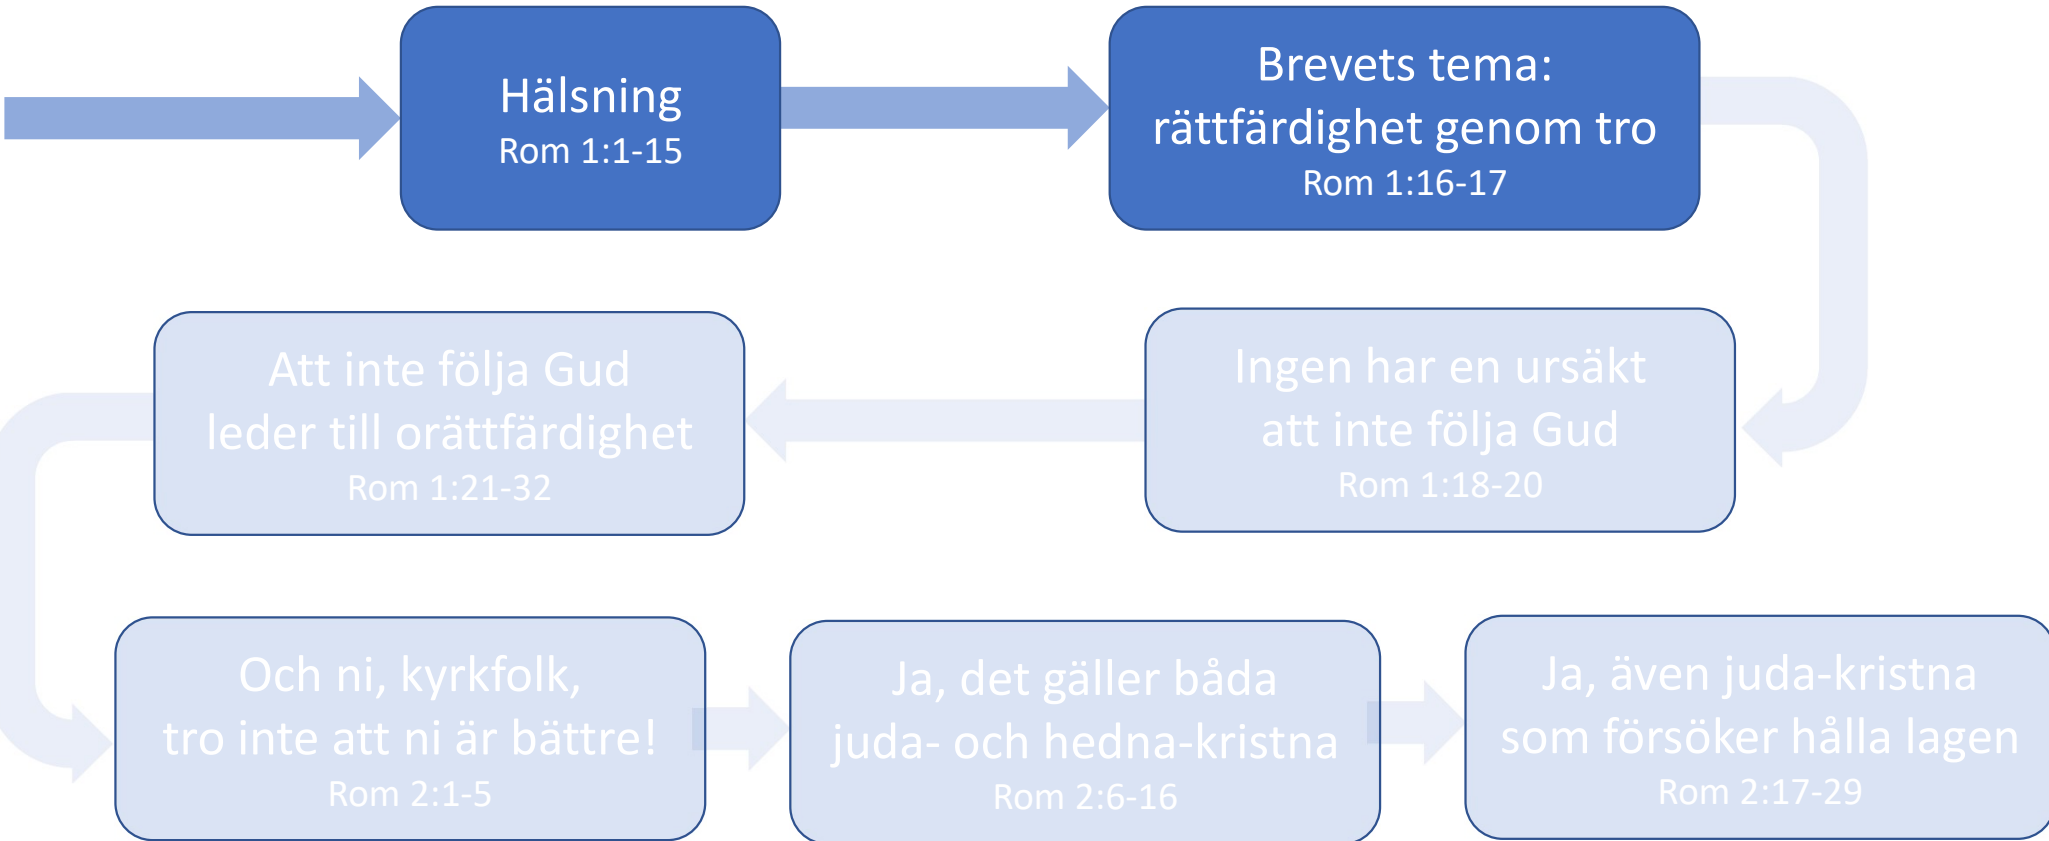 Hälsning
Rom 1:1-15
Brevets tema:
rättfärdighet genom tro
Rom 1:16-17
Ingen har en ursäkt
att inte följa Gud
Rom 1:18-20
Att inte följa Gud
leder till orättfärdighet
Rom 1:21-32
Och ni, kyrkfolk,
tro inte att ni är bättre!
Rom 2:1-5
Ja, det gäller båda
juda- och hedna-kristna
Rom 2:6-16
Ja, även juda-kristna
som försöker hålla lagen
Rom 2:17-29